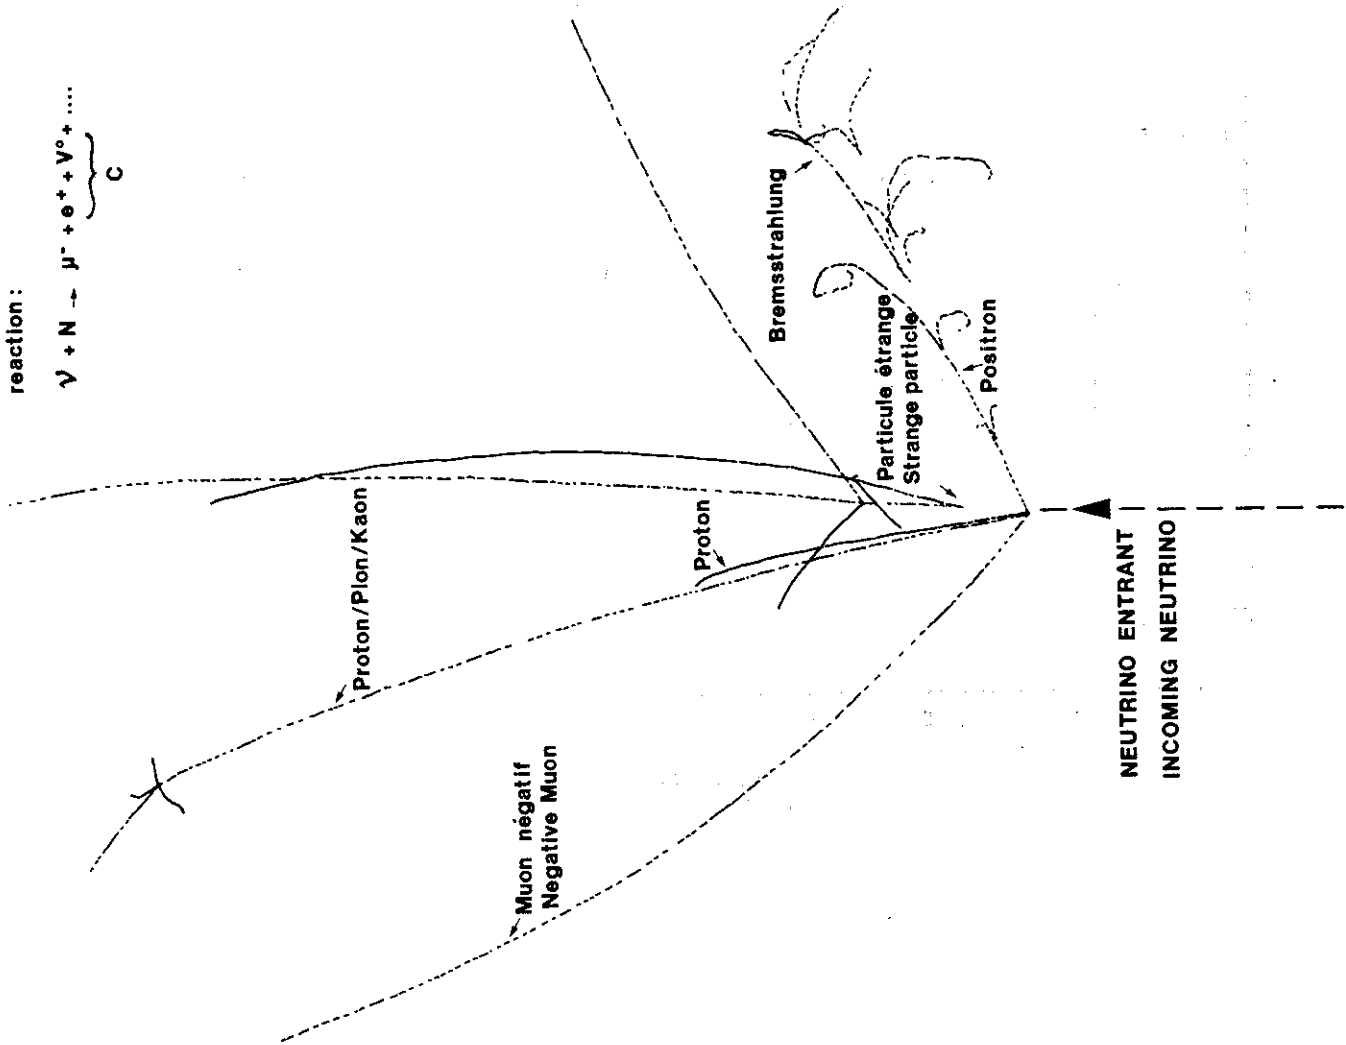 reaction :
ν + N → μ⁻ + e⁺ + V⁰ + ....
C
Proton/Pion/Kaon
Muon négatif
Negative Muon
Proton
Bremsstrahlung
Particule étrange
Strange particle
Positron
NEUTRINO ENTRANT
INCOMING NEUTRINO